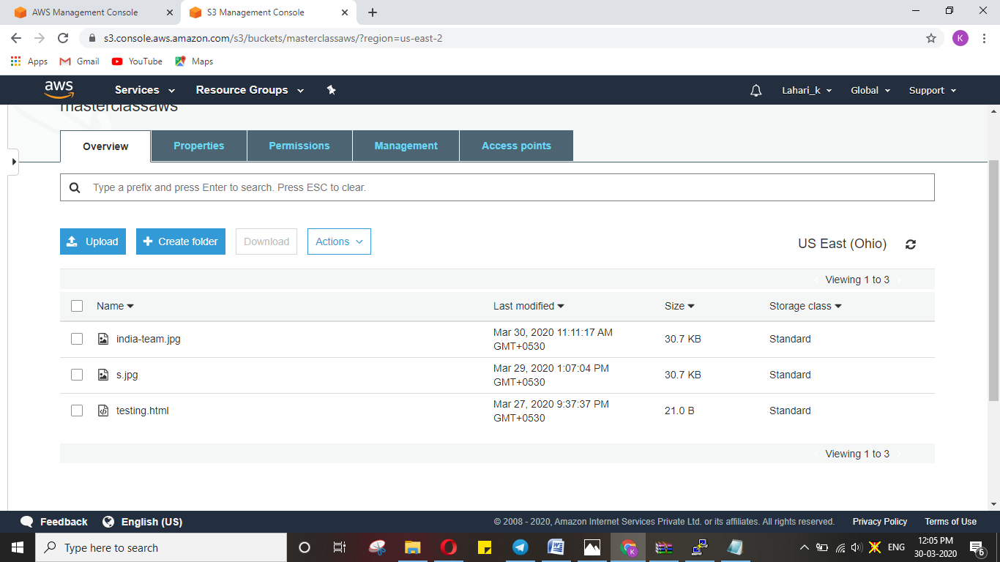 AWS Management Console
S3 Management Console
s3.console.aws.amazon.com/s3/buckets/masterclassaws/?region=us-east-2
K
Apps Gmail YouTube Maps
aws Services Resource Groups Lahari_k Global Support
masterclassaws
Overview Properties Permissions Management Access points
Type a prefix and press Enter to search. Press ESC to clear.
Upload Create folder Download Actions US East (Ohio)
Viewing 1 to 3
Name Last modified Size Storage class
india-team.jpg Mar 30, 2020 11:11:17 AM 30.7 KB Standard
GMT+0530
s.jpg Mar 29, 2020 1:07:04 PM 30.7 KB Standard
GMT+0530
testing.html Mar 27, 2020 9:37:37 PM 21.0 B Standard
GMT+0530
Viewing 1 to 3
Feedback English (US) © 2008 - 2020, Amazon Internet Services Private Ltd. or its affiliates. All rights reserved. Privacy Policy Terms of Use
Type here to search K ENG 12:05 PM
30-03-2020 6